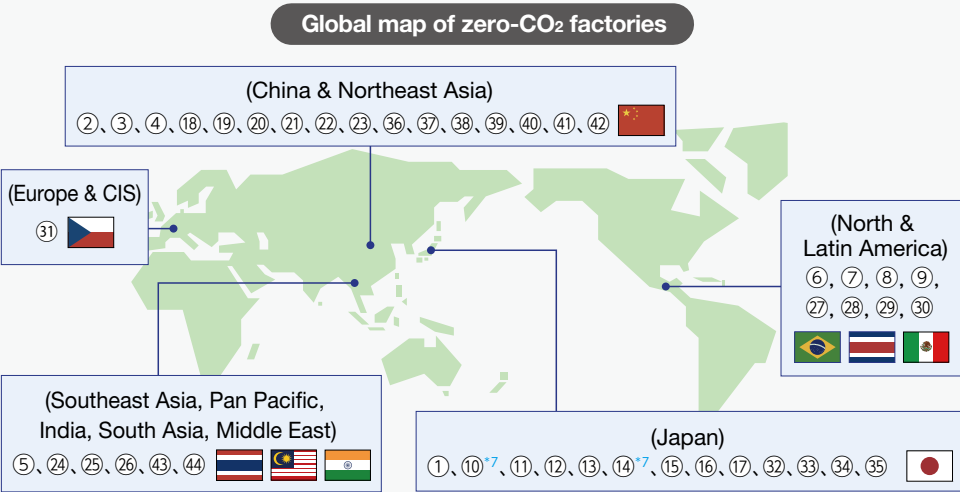 Global map of zero-CO₂ factories
(China & Northeast Asia)
②、③、④、⑱、⑲、⑳、㉑、㉒、㉓、㊱、㊲、㊳、㊴、㊵、㊶、㊷
(Europe & CIS)
㉛
(North &
Latin America)
⑥, ⑦, ⑧, ⑨,
㉗, ㉘, ㉙, ㉚
(Southeast Asia, Pan Pacific,
India, South Asia, Middle East)
⑤、㉔、㉕、㉖、㊸、㊹
(Japan)
①、⑩*7、⑪、⑫、⑬、⑭*7、⑮、⑯、⑰、㉜、㉝、㉞、㉟